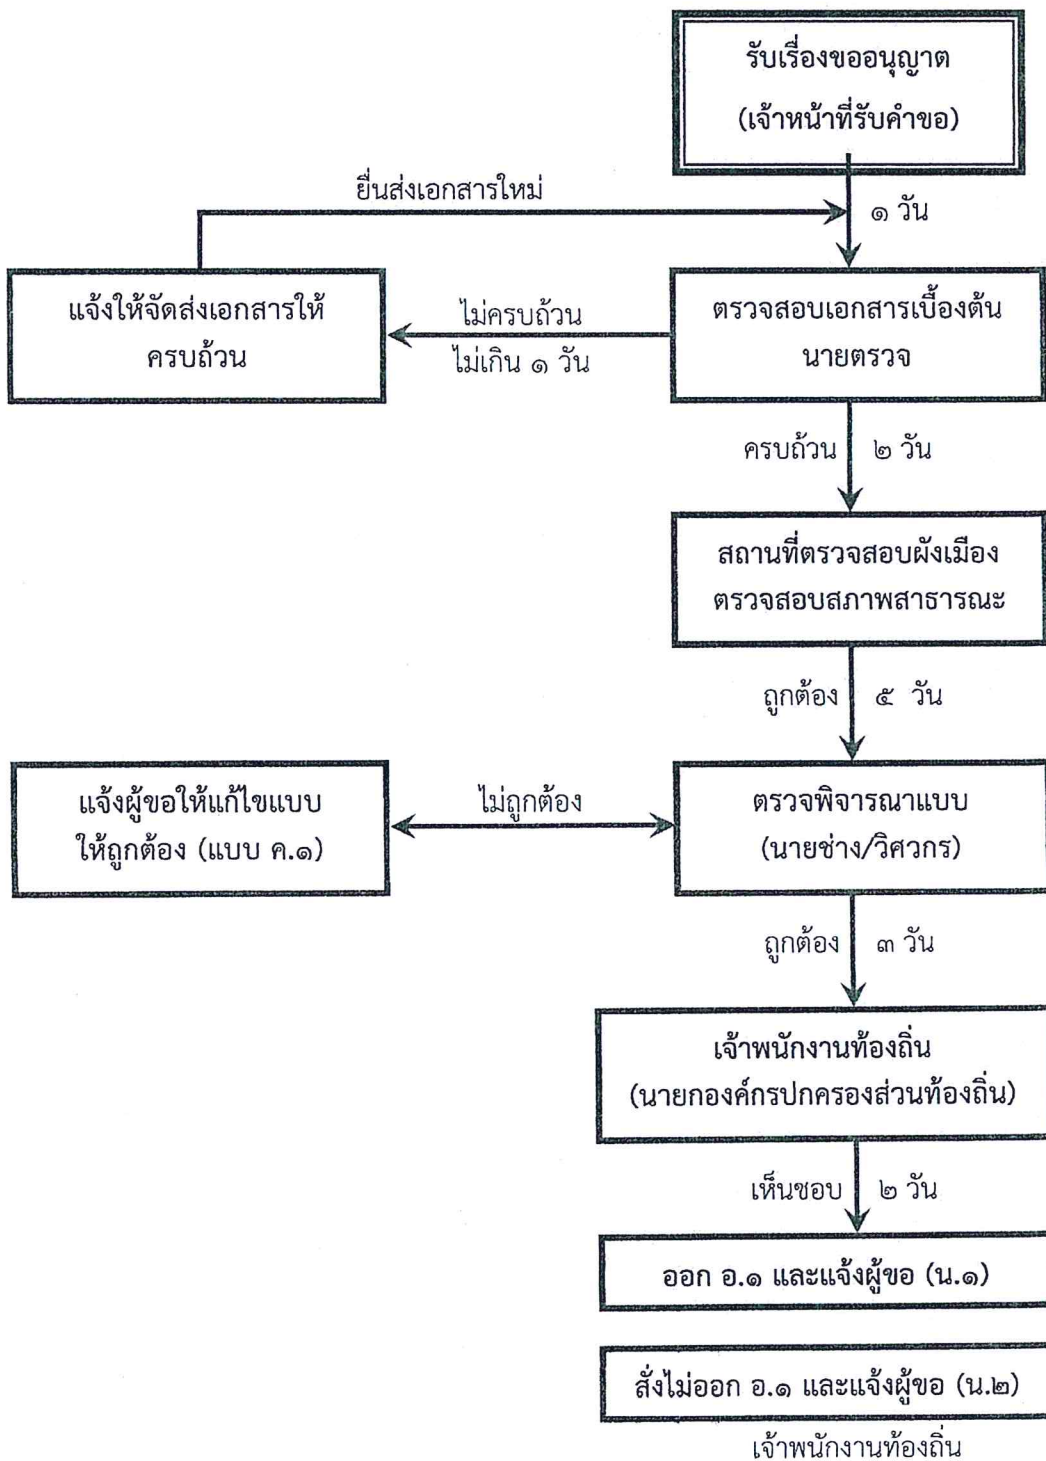 รับเรื่องขออนุญาต
(เจ้าหน้าที่รับคำขอ)
ยื่นส่งเอกสารใหม่
๑ วัน
แจ้งให้จัดส่งเอกสารให้
ครบถ้วน
ไม่ครบถ้วน
ไม่เกิน ๑ วัน
ตรวจสอบเอกสารเบื้องต้น
นายตรวจ
ครบถ้วน ๒ วัน
สถานที่ตรวจสอบผังเมือง
ตรวจสอบสภาพสาธารณะ
ถูกต้อง ๕ วัน
แจ้งผู้ขอให้แก้ไขแบบ
ให้ถูกต้อง (แบบ ค.๑)
ไม่ถูกต้อง
ตรวจพิจารณาแบบ
(นายช่าง/วิศวกร)
ถูกต้อง ๓ วัน
เจ้าพนักงานท้องถิ่น
(นายกองค์กรปกครองส่วนท้องถิ่น)
เห็นชอบ ๒ วัน
ออก อ.๑ และแจ้งผู้ขอ (น.๑)
สั่งไม่ออก อ.๑ และแจ้งผู้ขอ (น.๒)
เจ้าพนักงานท้องถิ่น